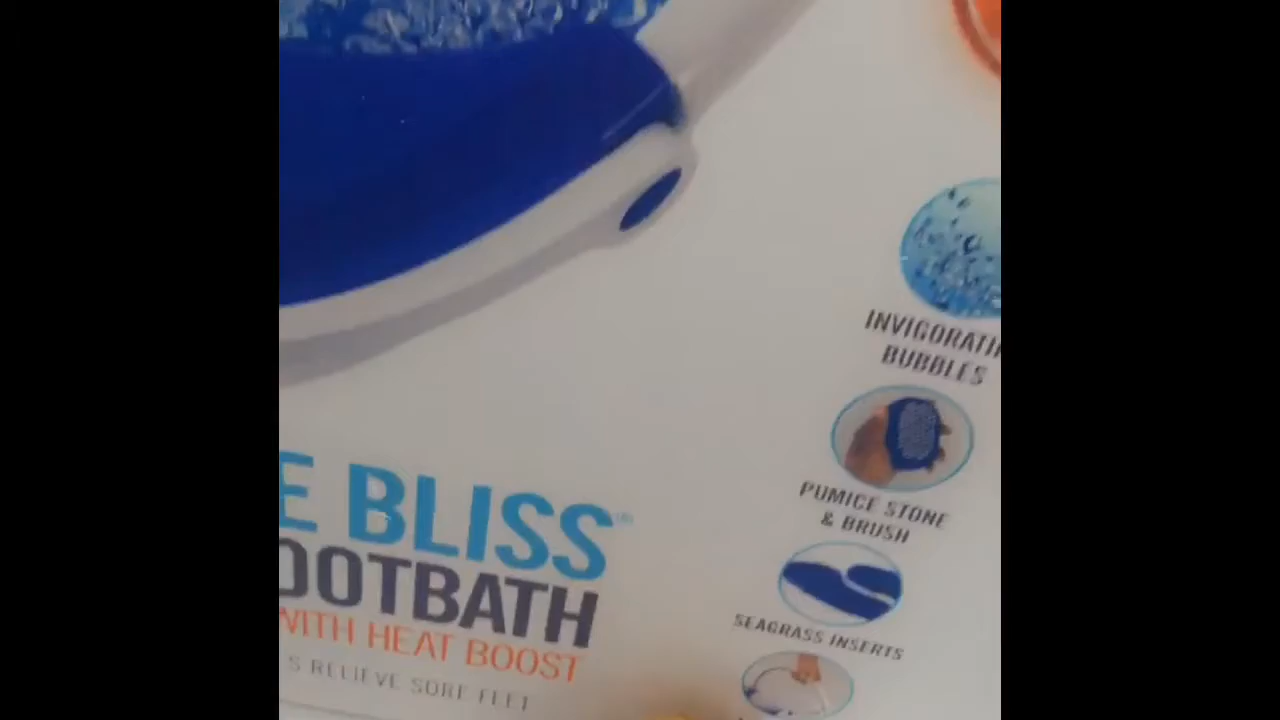 INVIGORATI
BUBBLES
PUMICE STONE
& BRUSH
SEAGRASS INSERTS
E BLISS®
OOTBATH
WITH HEAT BOOST
S RELIEVE SORE FEET